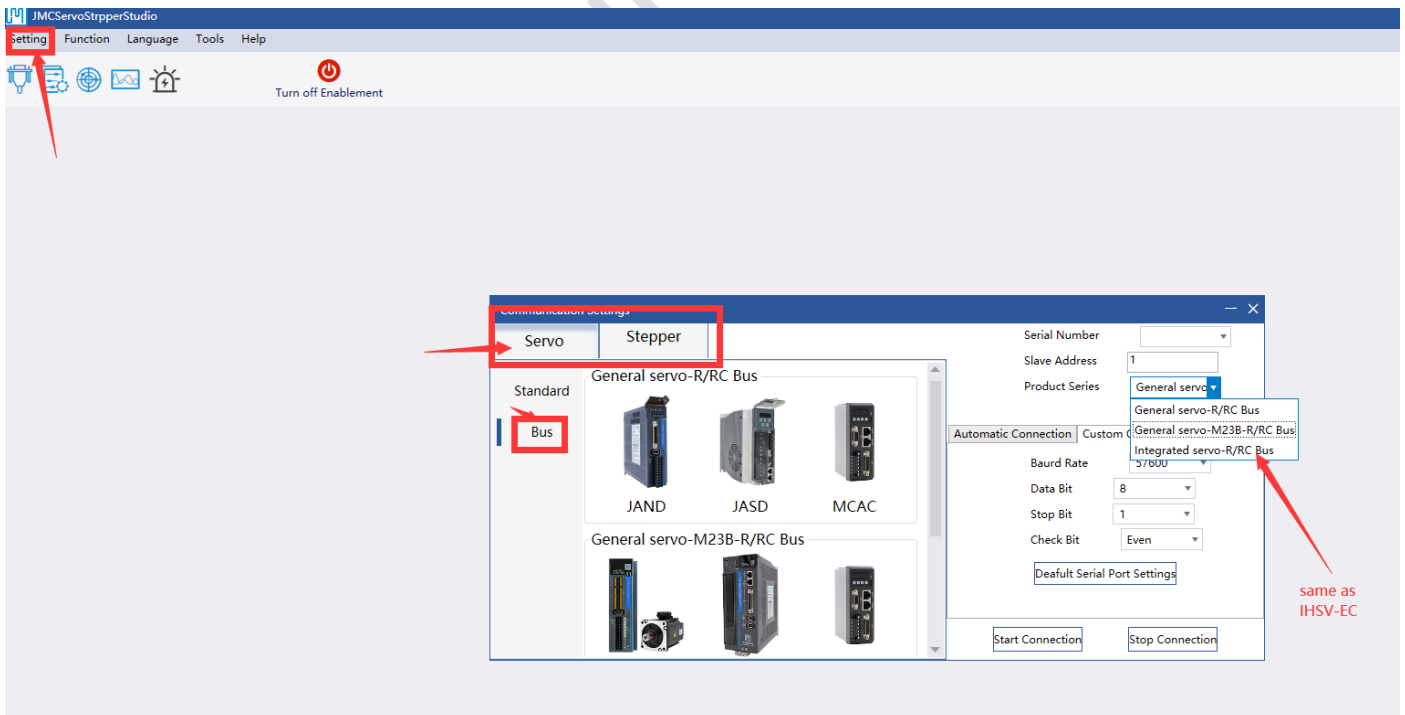 JMCServoStrpperStudio
Setting Function Language Tools Help
Turn off Enablement
Communication Settings
Servo Stepper
Serial Number
Slave Address 1
Product Series General servo
General servo-R/RC Bus
General servo-M23B-R/RC Bus
Integrated servo-R/RC Bus
Standard
Bus
General servo-R/RC Bus
JAND JASD MCAC
General servo-M23B-R/RC Bus
Automatic Connection Custom
Baurd Rate 57600
Data Bit 8
Stop Bit 1
Check Bit Even
Deafult Serial Port Settings
Start Connection Stop Connection
same as
IHSV-EC